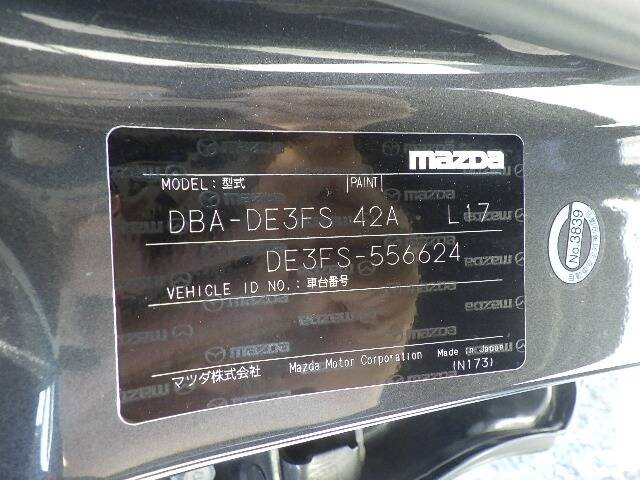 mazda
MODEL:型式 PAINT
DBA-DE3FS 42A L17
DE3FS-556624
VEHICLE ID NO.:車台番号
マツダ株式会社 Mazda Motor Corporation Made in Japan
(N173)
No.3839